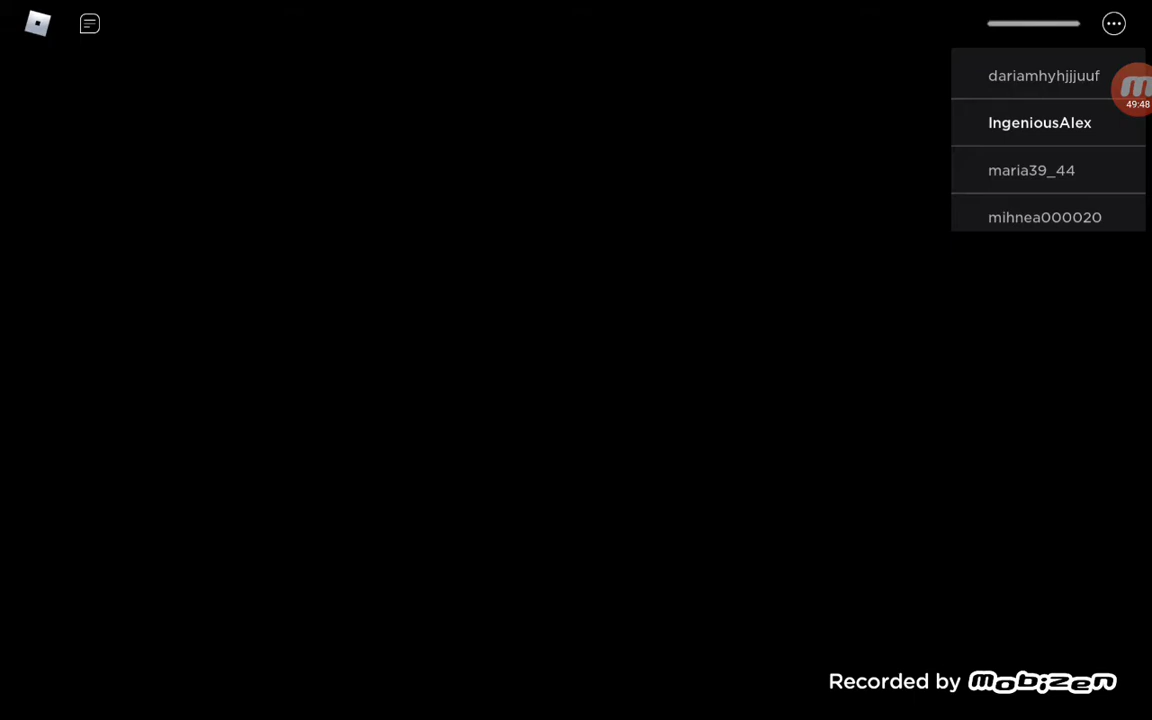 dariamhyhjjjuuf
49:48
IngeniousAlex
maria39_44
mihnea000020
Recorded by mobizen